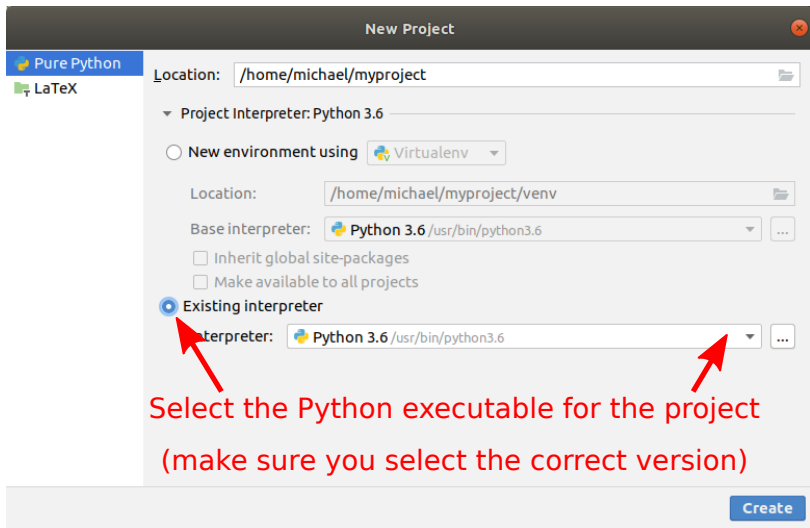 New Project
Pure Python
LaTeX
Location: /home/michael/myproject
Project Interpreter: Python 3.6
New environment using Virtualenv
Location: /home/michael/myproject/venv
Base interpreter: Python 3.6 /usr/bin/python3.6 ...
Inherit global site-packages
Make available to all projects
Existing interpreter
Interpreter: Python 3.6 /usr/bin/python3.6 ...
Select the Python executable for the project
(make sure you select the correct version)
Create